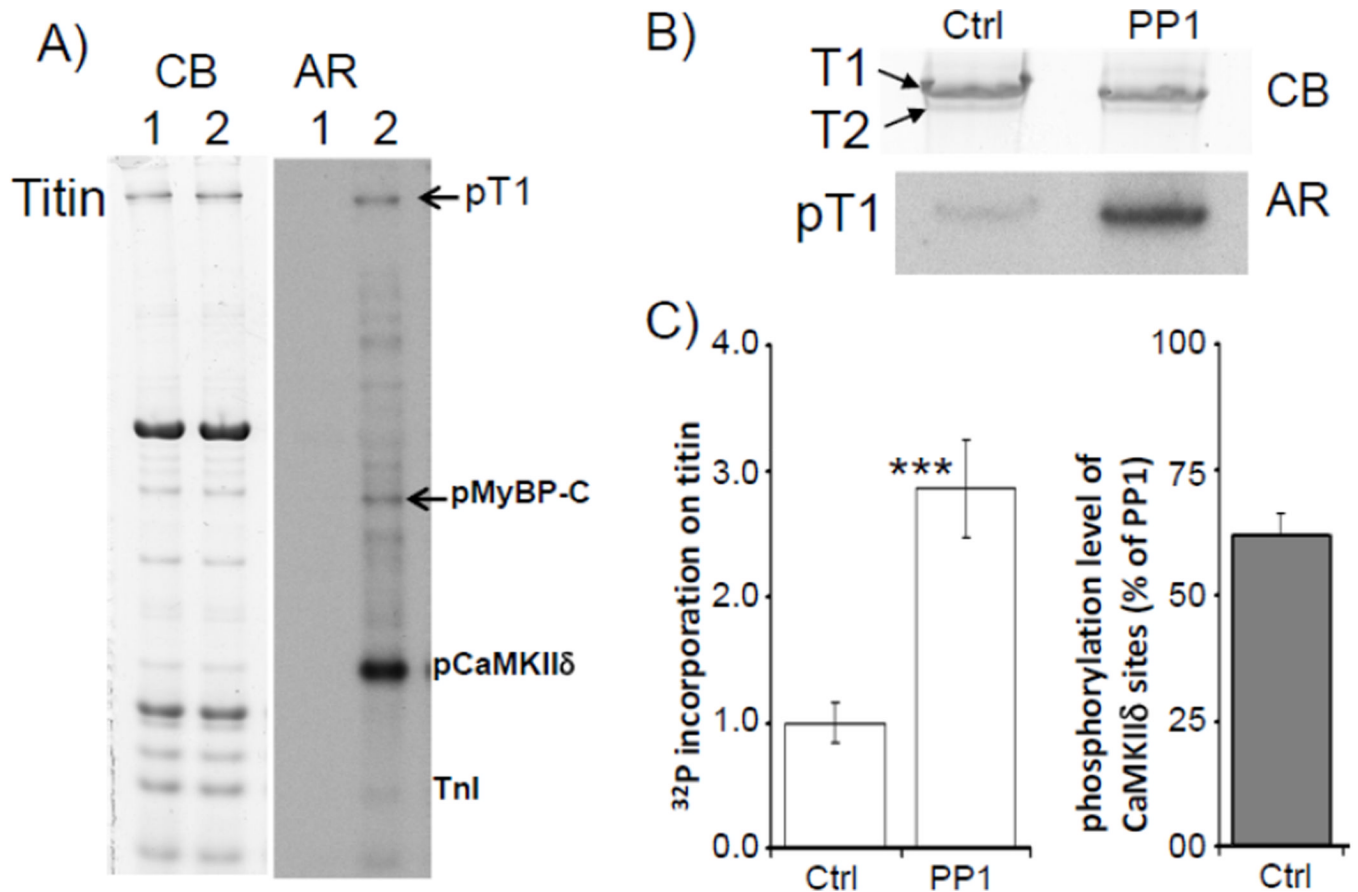 A)
CB AR
1 2 1 2
Titin
pT1
pMyBP-C
pCaMKIIδ
TnI
B)
Ctrl PP1
T1
T2
CB
pT1
AR
C)
³²P incorporation on titin
4.0
3.0
2.0
1.0
0.0
***
Ctrl PP1
phosphorylation level of
CaMKIIδ sites (% of PP1)
100
75
50
25
00
Ctrl